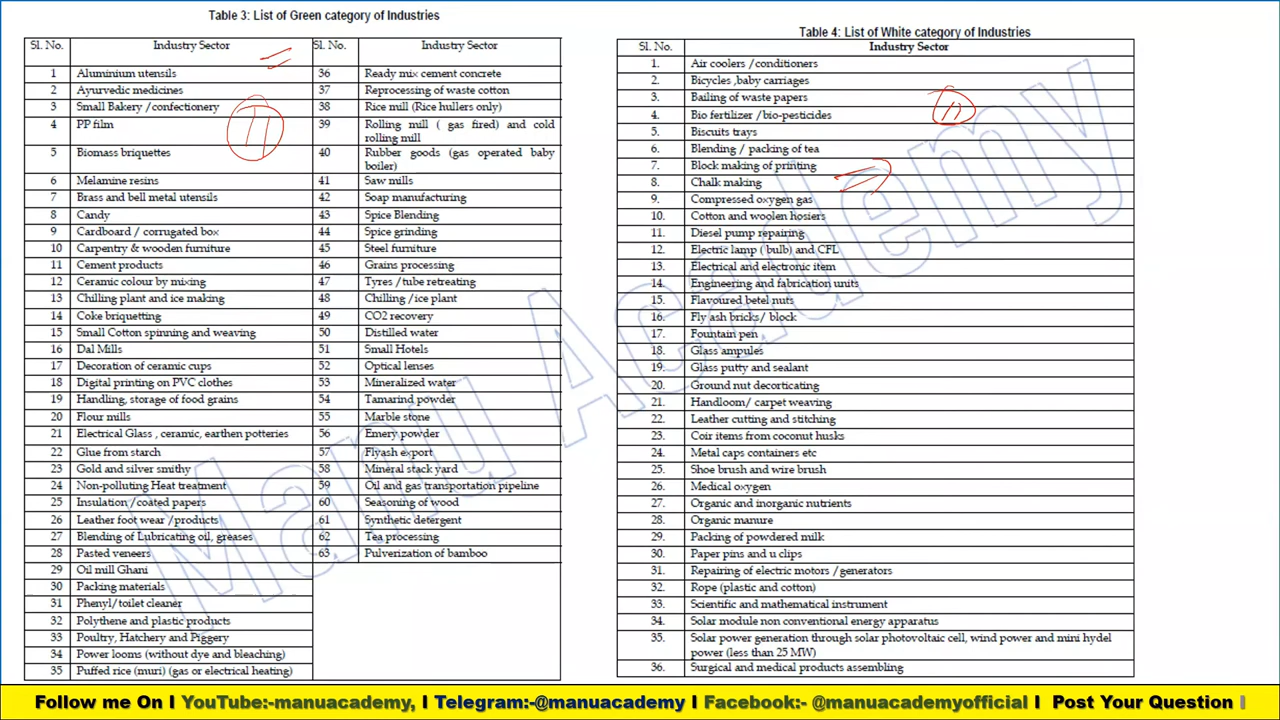 Table 3: List of Green category of Industries
Sl. No. Industry Sector Sl. No. Industry Sector
1 Aluminium utensils 36 Ready mix cement concrete
2 Ayurvedic medicines 37 Reprocessing of waste cotton
3 Small Bakery /confectionery 38 Rice mill (Rice hullers only)
4 PP film 39 Rolling mill ( gas fired) and cold
rolling mill
5 Biomass briquettes 40 Rubber goods (gas operated baby
boiler)
6 Melamine resins 41 Saw mills
7 Brass and bell metal utensils 42 Soap manufacturing
8 Candy 43 Spice Blending
9 Cardboard / corrugated box 44 Spice grinding
10 Carpentry & wooden furniture 45 Steel furniture
11 Cement products 46 Grains processing
12 Ceramic colour by mixing 47 Tyres /tube retreating
13 Chilling plant and ice making 48 Chilling /ice plant
14 Coke briquetting 49 CO2 recovery
15 Small Cotton spinning and weaving 50 Distilled water
16 Dal Mills 51 Small Hotels
17 Decoration of ceramic cups 52 Optical lenses
18 Digital printing on PVC clothes 53 Mineralized water
19 Handling, storage of food grains 54 Tamarind powder
20 Flour mills 55 Marble stone
21 Electrical Glass , ceramic, earthen potteries 56 Emery powder
22 Glue from starch 57 Flyash export
23 Gold and silver smithy 58 Mineral stack yard
24 Non-polluting Heat treatment 59 Oil and gas transportation pipeline
25 Insulation /coated papers 60 Seasoning of wood
26 Leather foot wear /products 61 Synthetic detergent
27 Blending of Lubricating oil, greases 62 Tea processing
28 Pasted veneers 63 Pulverization of bamboo
29 Oil mill Ghani
30 Packing materials
31 Phenyl/toilet cleaner
32 Polythene and plastic products
33 Poultry, Hatchery and Piggery
34 Power looms (without dye and bleaching)
35 Puffed rice (muri) (gas or electrical heating)
Table 4: List of White category of Industries
Sl. No. Industry Sector
1. Air coolers /conditioners
2. Bicycles ,baby carriages
3. Bailing of waste papers
4. Bio fertilizer /bio-pesticides
5. Biscuits trays
6. Blending / packing of tea
7. Block making of printing
8. Chalk making
9. Compressed oxygen gas
10. Cotton and woolen hosiers
11. Diesel pump repairing
12. Electric lamp ( bulb) and CFL
13. Electrical and electronic item
14. Engineering and fabrication units
15. Flavoured betel nuts
16. Fly ash bricks/ block
17. Fountain pen
18. Glass ampules
19. Glass putty and sealant
20. Ground nut decorticating
21. Handloom/ carpet weaving
22. Leather cutting and stitching
23. Coir items from coconut husks
24. Metal caps containers etc
25. Shoe brush and wire brush
26. Medical oxygen
27. Organic and inorganic nutrients
28. Organic manure
29. Packing of powdered milk
30. Paper pins and u clips
31. Repairing of electric motors /generators
32. Rope (plastic and cotton)
33. Scientific and mathematical instrument
34. Solar module non conventional energy apparatus
35. Solar power generation through solar photovoltaic cell, wind power and mini hydel
power (less than 25 MW)
36. Surgical and medical products assembling
Manu Academy
Follow me On I YouTube:-manuacademy, I Telegram:-@manuacademy I Facebook:- @manuacademyofficial I Post Your Question I